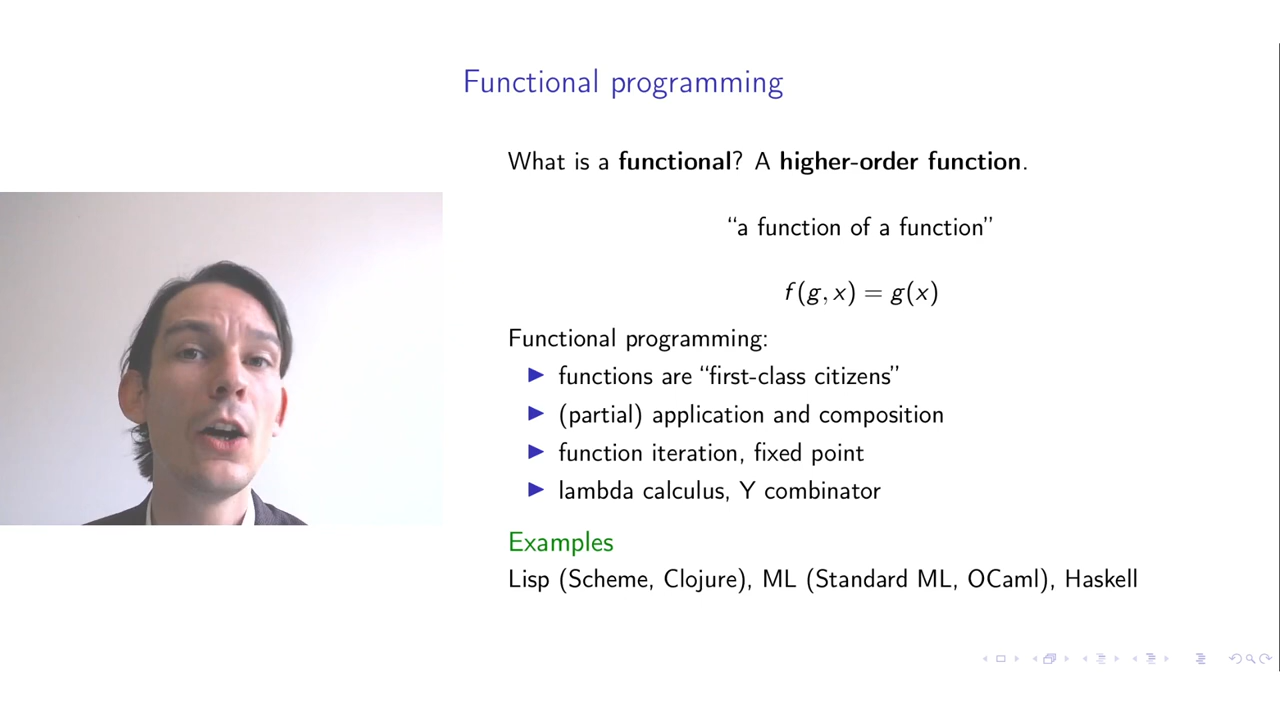 Functional programming
What is a functional? A higher-order function.
“a function of a function”
f(g, x) = g(x)
Functional programming:
▶ functions are “first-class citizens”
▶ (partial) application and composition
▶ function iteration, fixed point
▶ lambda calculus, Y combinator
Examples
Lisp (Scheme, Clojure), ML (Standard ML, OCaml), Haskell